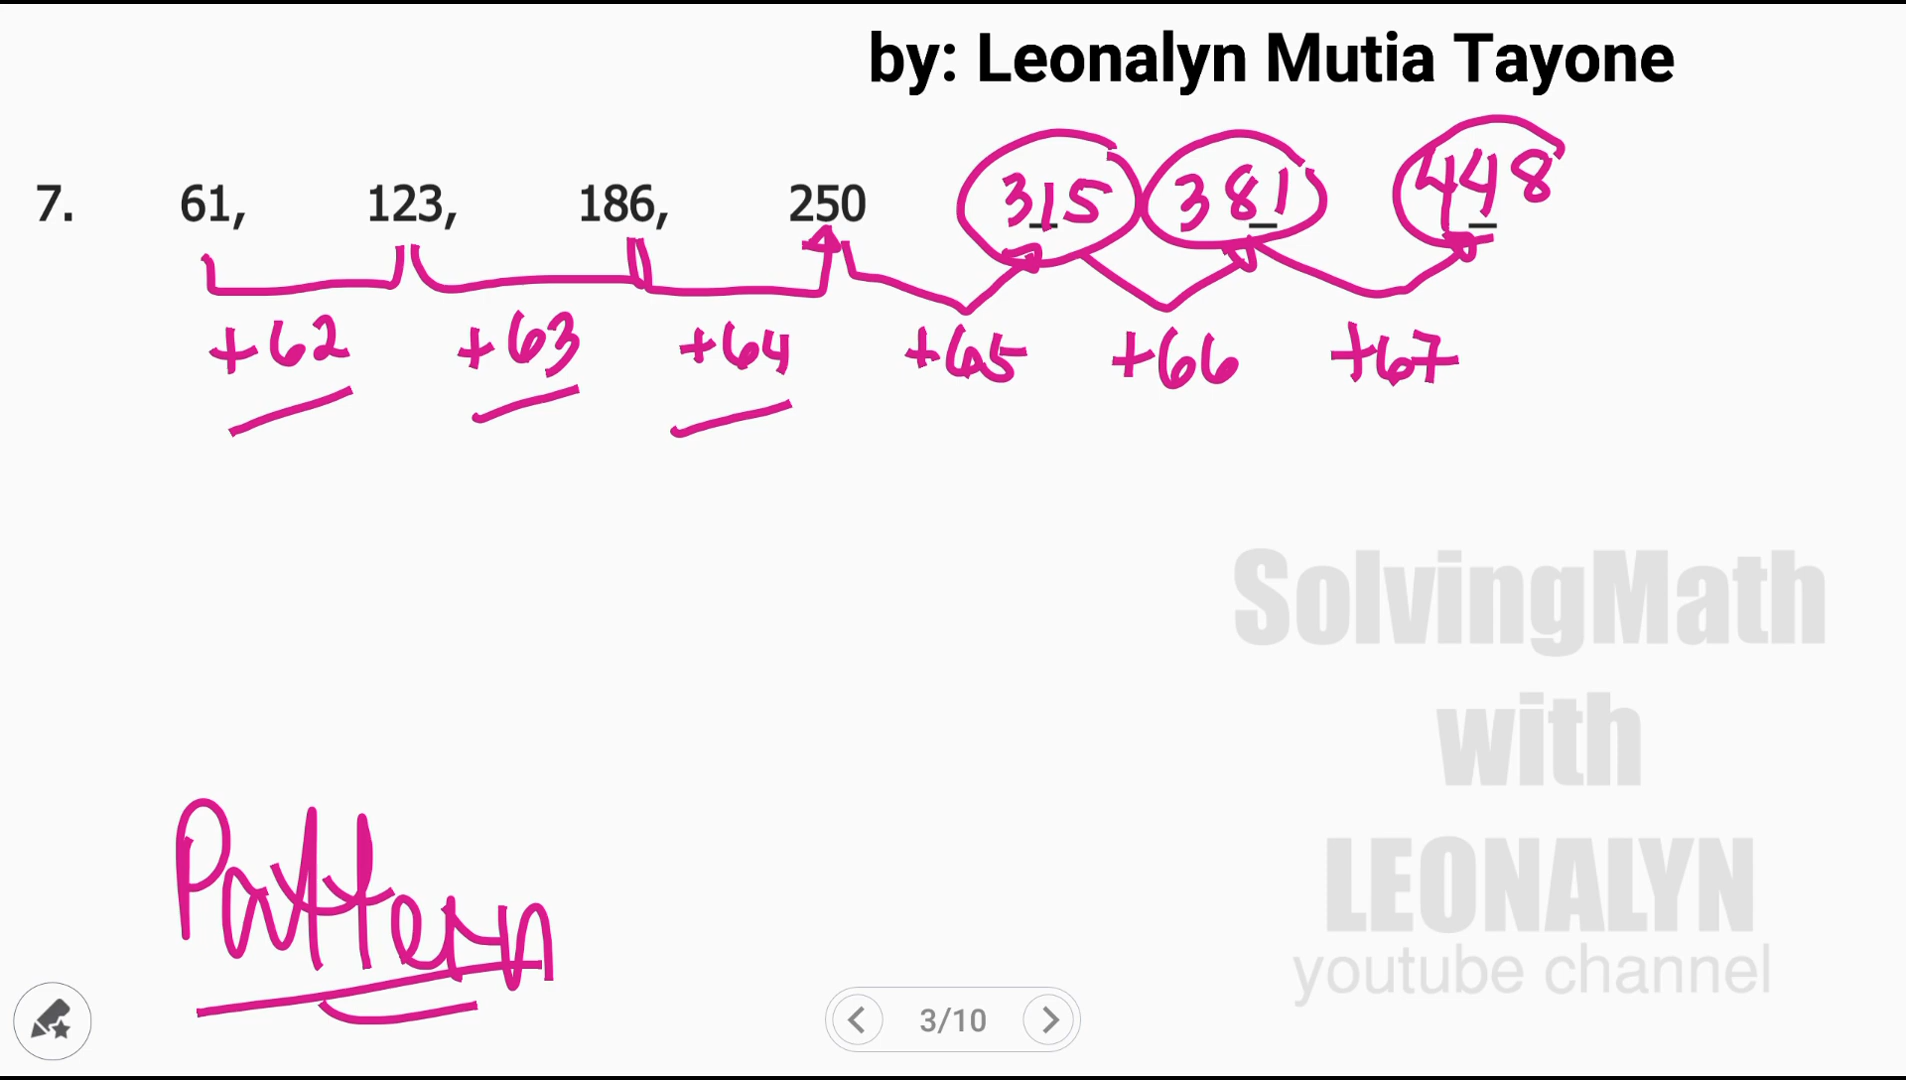 by: Leonalyn Mutia Tayone
7. 61, 123, 186, 250 315 381 448
+62 +63 +64 +65 +66 +67
SolvingMath
with
LEONALYN
youtube channel
Pattern
3/10